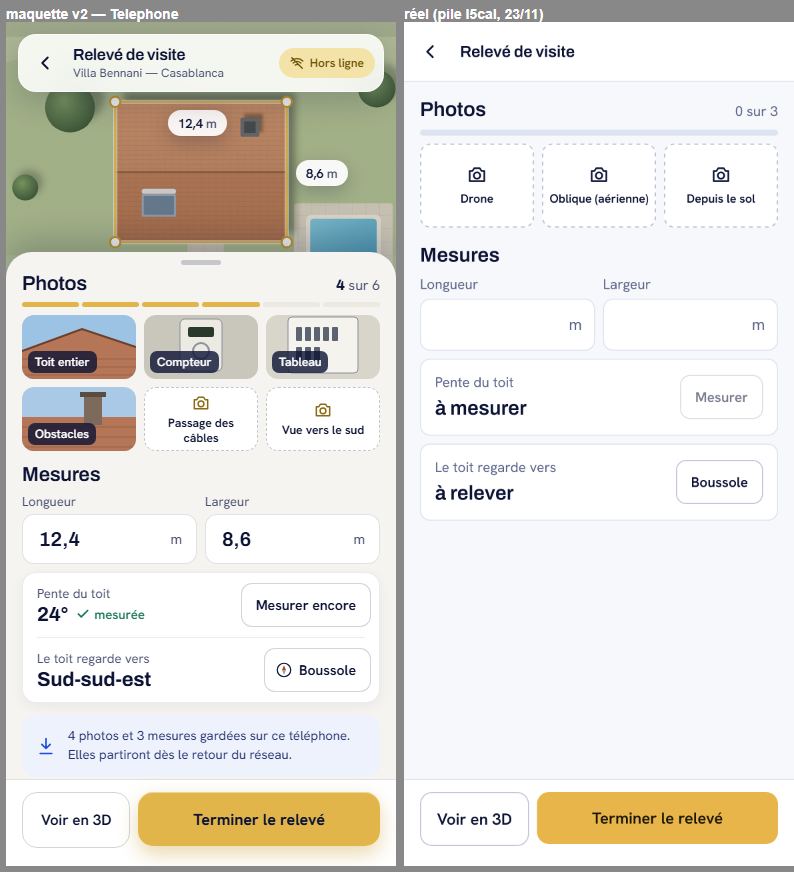 maquette v2 — Telephone
Relevé de visite
Villa Bennani — Casablanca
Hors ligne
12,4 m
8,6 m
Photos
4 sur 6
Toit entier
Compteur
Tableau
Obstacles
Passage des
câbles
Vue vers le sud
Mesures
Longueur
Largeur
12,4 m
8,6 m
Pente du toit
24° mesurée
Mesurer encore
Le toit regarde vers
Sud-sud-est
Boussole
4 photos et 3 mesures gardées sur ce téléphone.
Elles partiront dès le retour du réseau.
Voir en 3D
Terminer le relevé
réel (pile l5cal, 23/11)
Relevé de visite
Photos
0 sur 3
Drone
Oblique (aérienne)
Depuis le sol
Mesures
Longueur
Largeur
m
m
Pente du toit
à mesurer
Mesurer
Le toit regarde vers
à relever
Boussole
Voir en 3D
Terminer le relevé